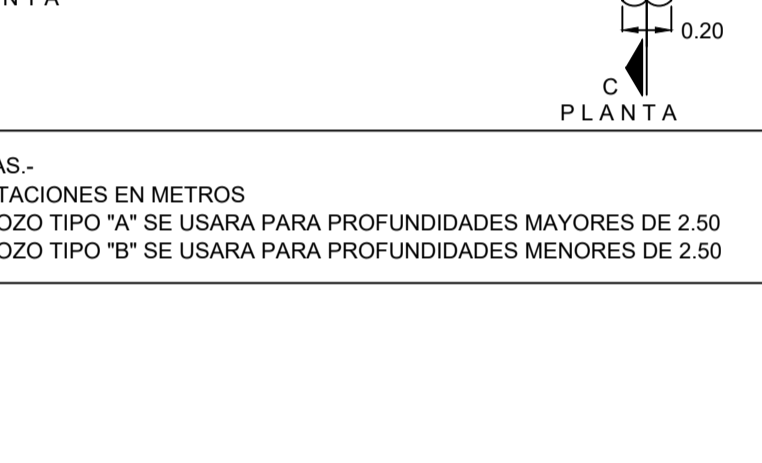 N T A
0.20
C
P L A N T A
AS.-
TACIONES EN METROS
OZO TIPO "A" SE USARA PARA PROFUNDIDADES MAYORES DE 2.50
OZO TIPO "B" SE USARA PARA PROFUNDIDADES MENORES DE 2.50